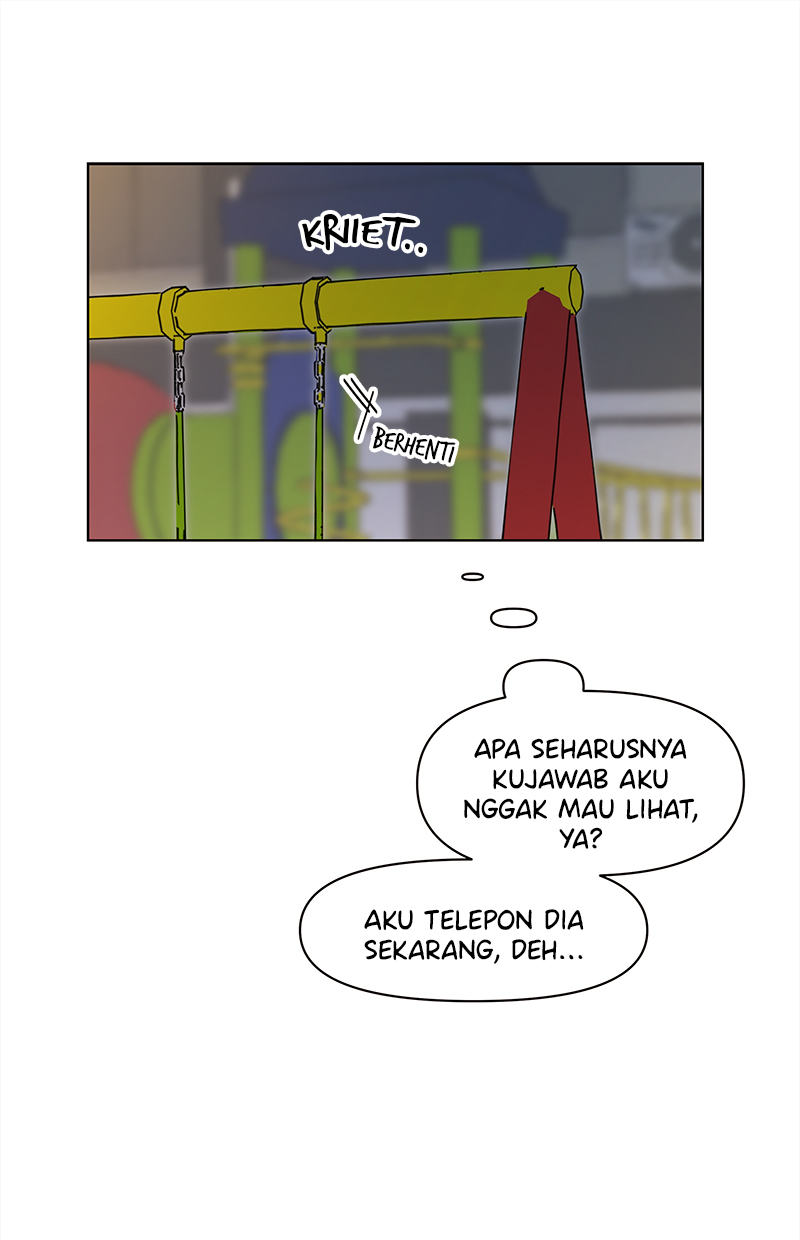 KRIIET..
BERHENTI
APA SEHARUSNYA
KUJAWAB AKU
NGGAK MAU LIHAT,
YA?
AKU TELEPON DIA
SEKARANG, DEH...